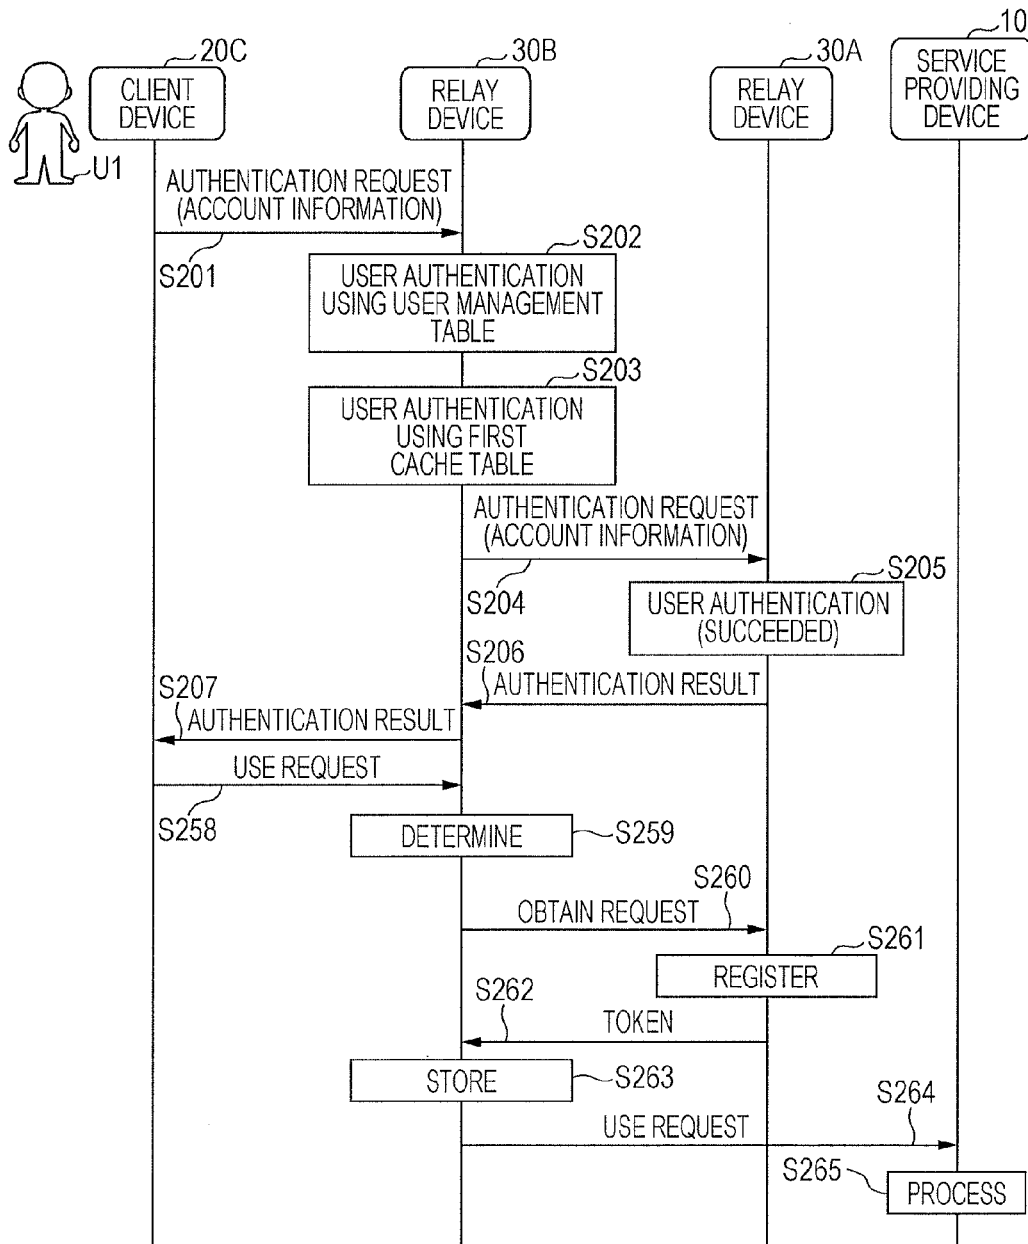 20C
30B
30A
10
CLIENT
DEVICE
RELAY
DEVICE
RELAY
DEVICE
SERVICE
PROVIDING
DEVICE
U1
AUTHENTICATION REQUEST
(ACCOUNT INFORMATION)
S201
S202
USER AUTHENTICATION
USING USER MANAGEMENT
TABLE
S203
USER AUTHENTICATION
USING FIRST
CACHE TABLE
AUTHENTICATION REQUEST
(ACCOUNT INFORMATION)
S204
S205
USER AUTHENTICATION
(SUCCEEDED)
S206
AUTHENTICATION RESULT
S207
AUTHENTICATION RESULT
USE REQUEST
S258
DETERMINE
S259
S260
OBTAIN REQUEST
S261
REGISTER
S262
TOKEN
STORE
S263
S264
USE REQUEST
S265
PROCESS